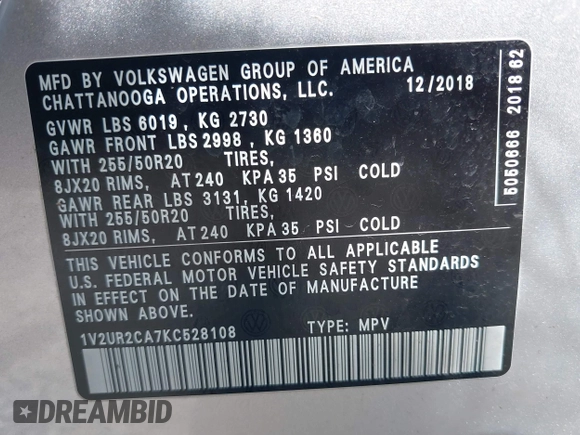 MFD BY VOLKSWAGEN GROUP OF AMERICA
CHATTANOOGA OPERATIONS, LLC. 12/2018
GVWR LBS 6019, KG 2730
GAWR FRONT LBS 2998, KG 1360
WITH 255/50R20 TIRES,
8JX20 RIMS, AT 240 KPA 35 PSI COLD
GAWR REAR LBS 3131, KG 1420
WITH 255/50R20 TIRES,
8JX20 RIMS, AT 240 KPA 35 PSI COLD
THIS VEHICLE CONFORMS TO ALL APPLICABLE
U.S. FEDERAL MOTOR VEHICLE SAFETY STANDARDS
IN EFFECT ON THE DATE OF MANUFACTURE
SHOWN ABOVE.
1V2UR2CA7KC528108 TYPE: MPV
5050666 2018 62
DREAMBID